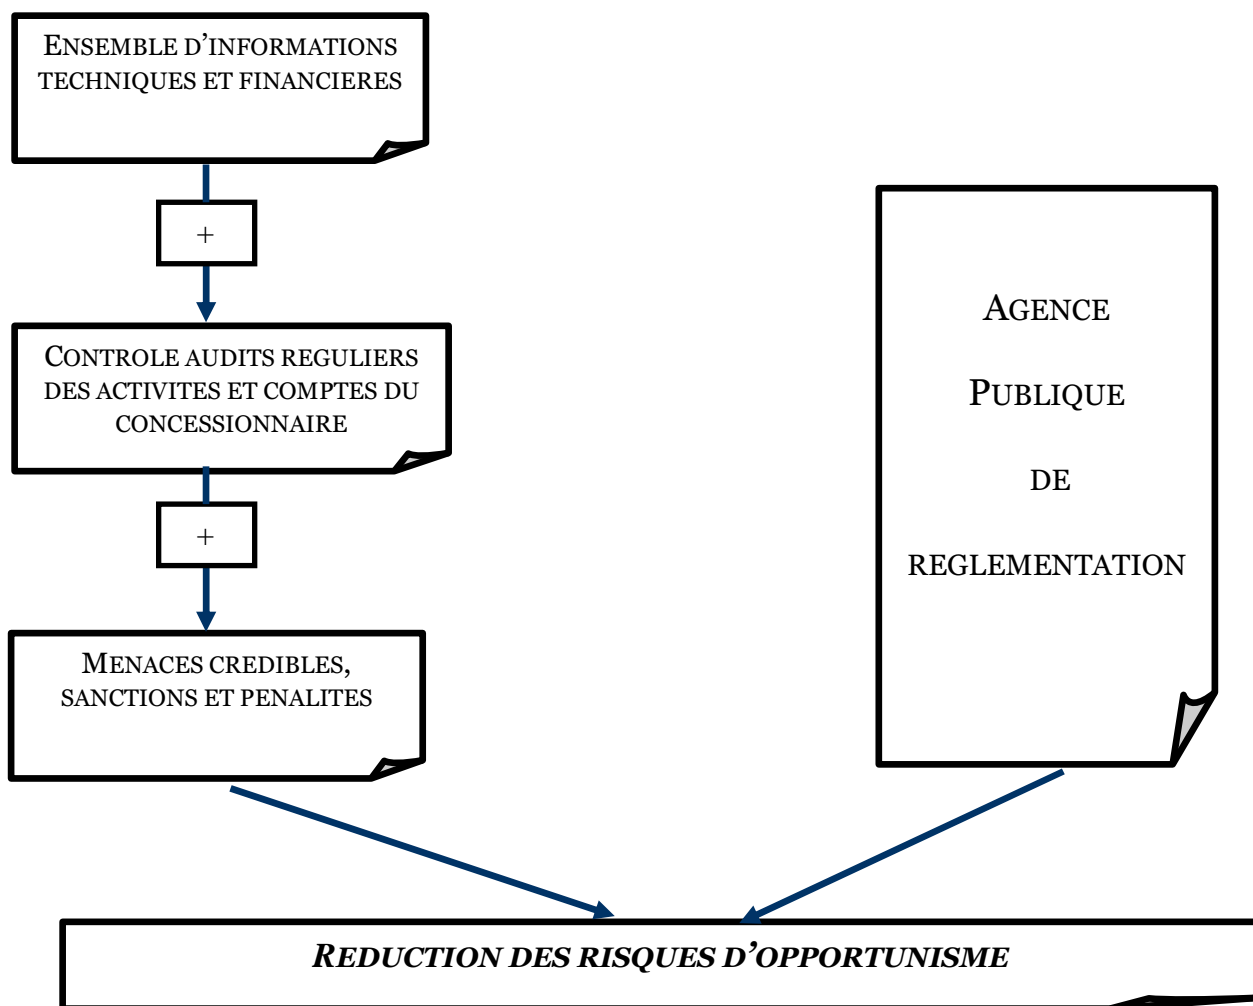 ENSEMBLE D’INFORMATIONS
TECHNIQUES ET FINANCIERES
+
CONTROLE AUDITS REGULIERS
DES ACTIVITES ET COMPTES DU
CONCESSIONNAIRE
+
MENACES CREDIBLES,
SANCTIONS ET PENALITES
AGENCE
PUBLIQUE
DE
REGLEMENTATION
REDUCTION DES RISQUES D’OPPORTUNISME